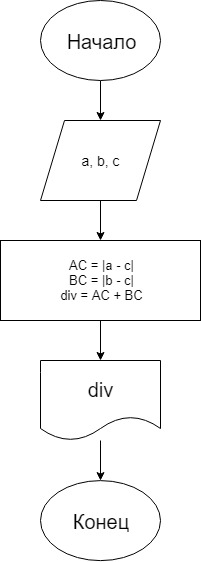 Начало
a, b, c
AC = |a - c|
BC = |b - c|
div = AC + BC
div
Конец